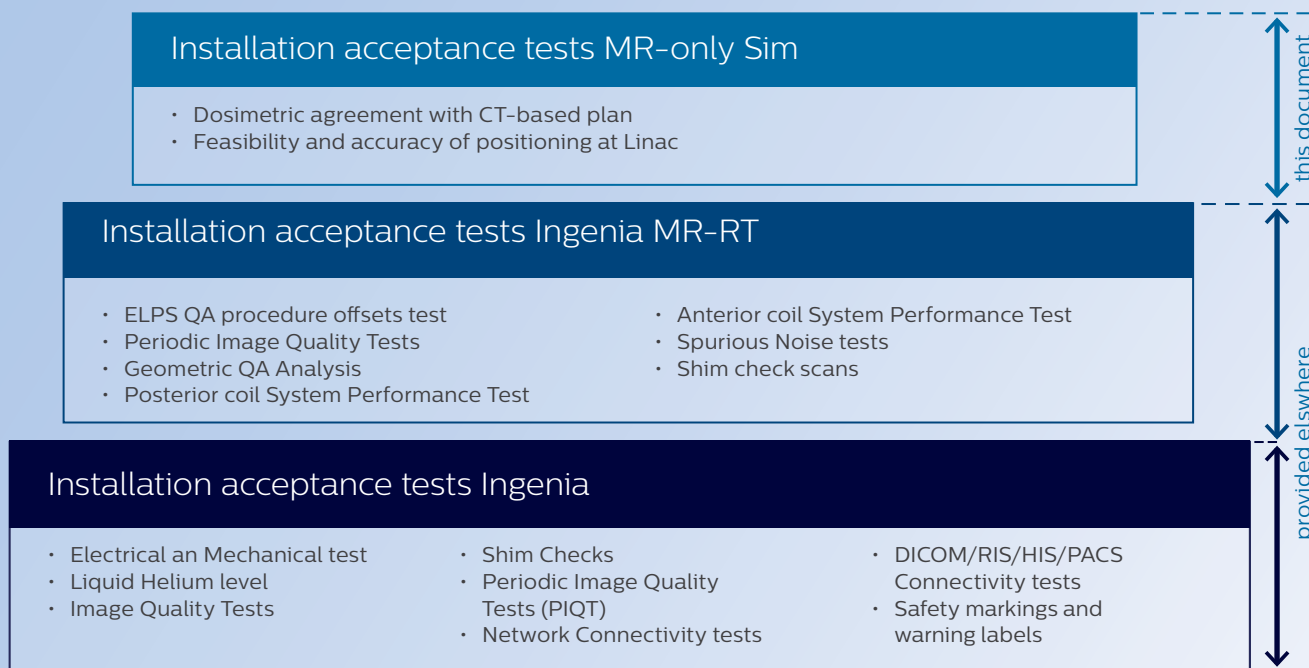 Installation acceptance tests MR-only Sim
• Dosimetric agreement with CT-based plan
• Feasibility and accuracy of positioning at Linac
this document
Installation acceptance tests Ingenia MR-RT
• ELPS QA procedure offsets test
• Periodic Image Quality Tests
• Geometric QA Analysis
• Posterior coil System Performance Test
• Anterior coil System Performance Test
• Spurious Noise tests
• Shim check scans
provided elswhere
Installation acceptance tests Ingenia
• Electrical an Mechanical test
• Liquid Helium level
• Image Quality Tests
• Shim Checks
• Periodic Image Quality
Tests (PIQT)
• Network Connectivity tests
• DICOM/RIS/HIS/PACS
Connectivity tests
• Safety markings and
warning labels